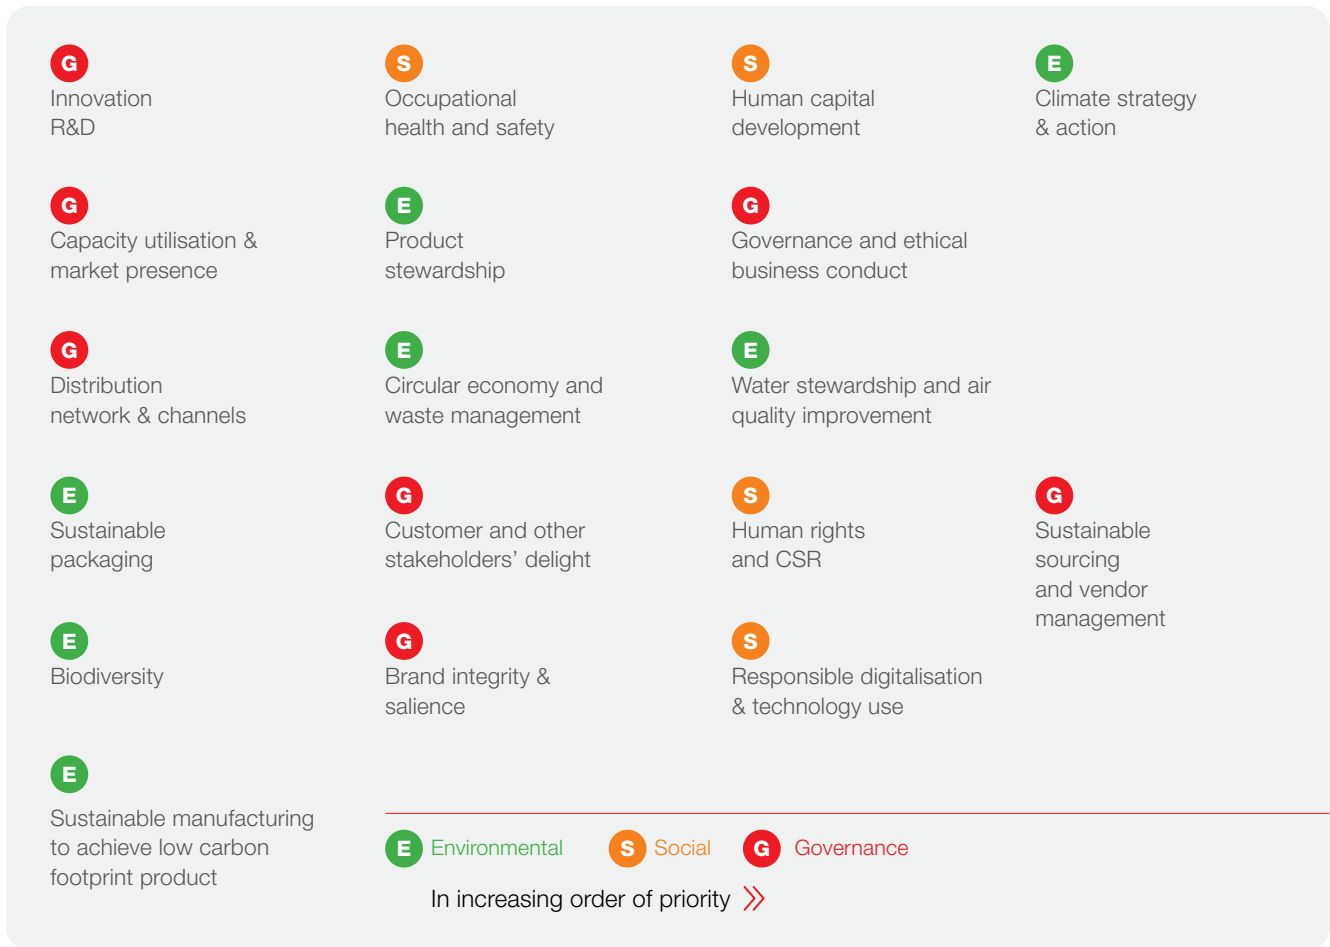 G
Innovation
R&D
S
Occupational
health and safety
S
Human capital
development
E
Climate strategy
& action
G
Capacity utilisation &
market presence
E
Product
stewardship
G
Governance and ethical
business conduct
G
Distribution
network & channels
E
Circular economy and
waste management
E
Water stewardship and air
quality improvement
E
Sustainable
packaging
G
Customer and other
stakeholders’ delight
S
Human rights
and CSR
G
Sustainable
sourcing
and vendor
management
E
Biodiversity
G
Brand integrity &
salience
S
Responsible digitalisation
& technology use
E
Sustainable manufacturing
to achieve low carbon
footprint product
E Environmental
S Social
G Governance
In increasing order of priority